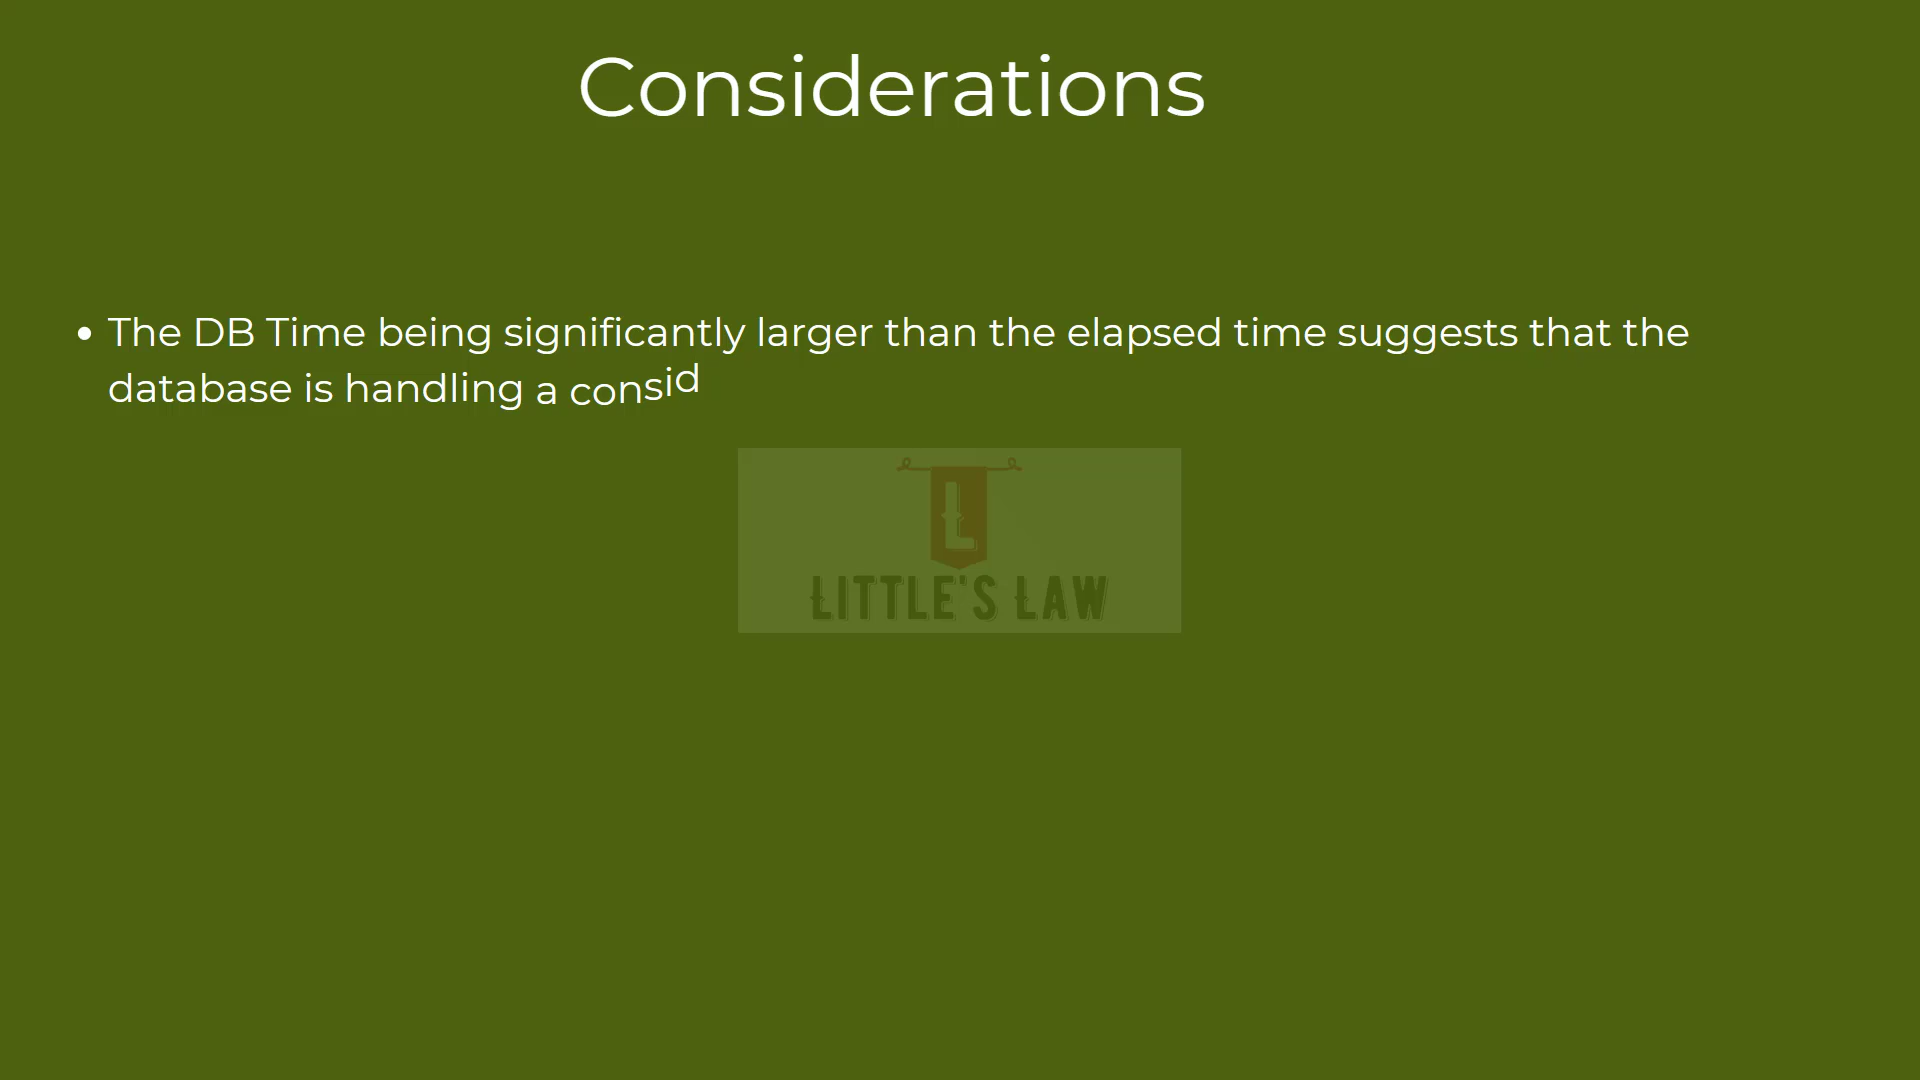 Considerations
• The DB Time being significantly larger than the elapsed time suggests that the
database is handling a consid
L
LITTLE'S LAW